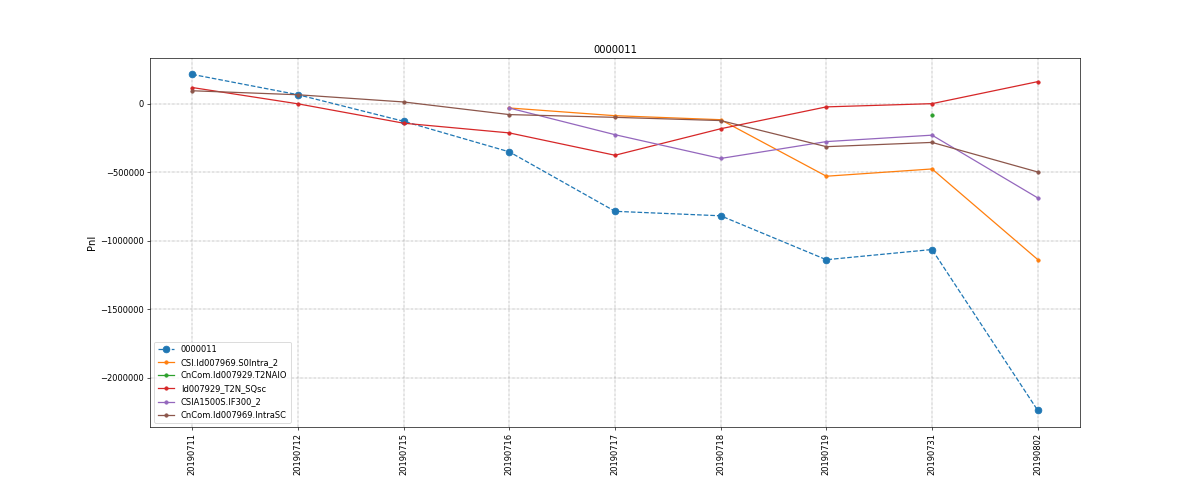 0000011
PnI
0
−500000
−1000000
−1500000
−2000000
0000011
CSI.Id007969.S0Intra_2
CnCom.Id007929.T2NAIO
Id007929_T2N_SQsc
CSIA1500S.IF300_2
CnCom.Id007969.IntraSC
20190711
20190712
20190715
20190716
20190717
20190718
20190719
20190731
20190802